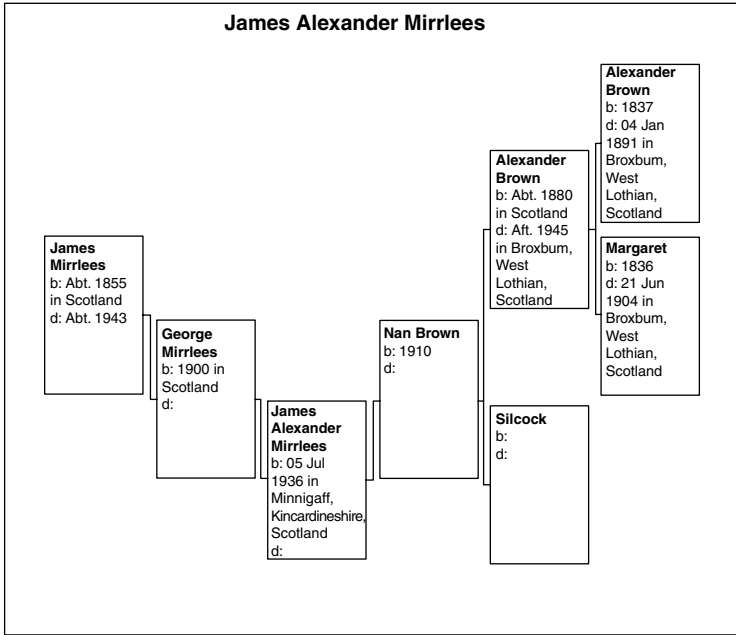 James Alexander Mirrlees
James
Mirrlees
b: Abt. 1855
in Scotland
d: Abt. 1943
George
Mirrlees
b: 1900 in
Scotland
d:
James
Alexander
Mirrlees
b: 05 Jul
1936 in
Minnigaff,
Kincardineshire,
Scotland
d:
Nan Brown
b: 1910
d:
Alexander
Brown
b: Abt. 1880
in Scotland
d: Aft. 1945
in Broxbum,
West
Lothian,
Scotland
Silcock
b:
d:
Alexander
Brown
b: 1837
d: 04 Jan
1891 in
Broxbum,
West
Lothian,
Scotland
Margaret
b: 1836
d: 21 Jun
1904 in
Broxbum,
West
Lothian,
Scotland